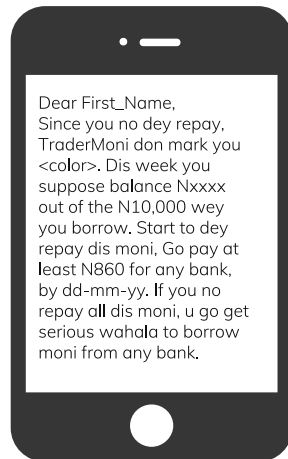 Dear First_Name,
Since you no dey repay,
TraderMoni don mark you
<color>. Dis week you
suppose balance Nxxxx
out of the N10,000 wey
you borrow. Start to dey
repay dis moni, Go pay at
least N860 for any bank,
by dd-mm-yy. If you no
repay all dis moni, u go get
serious wahala to borrow
moni from any bank.